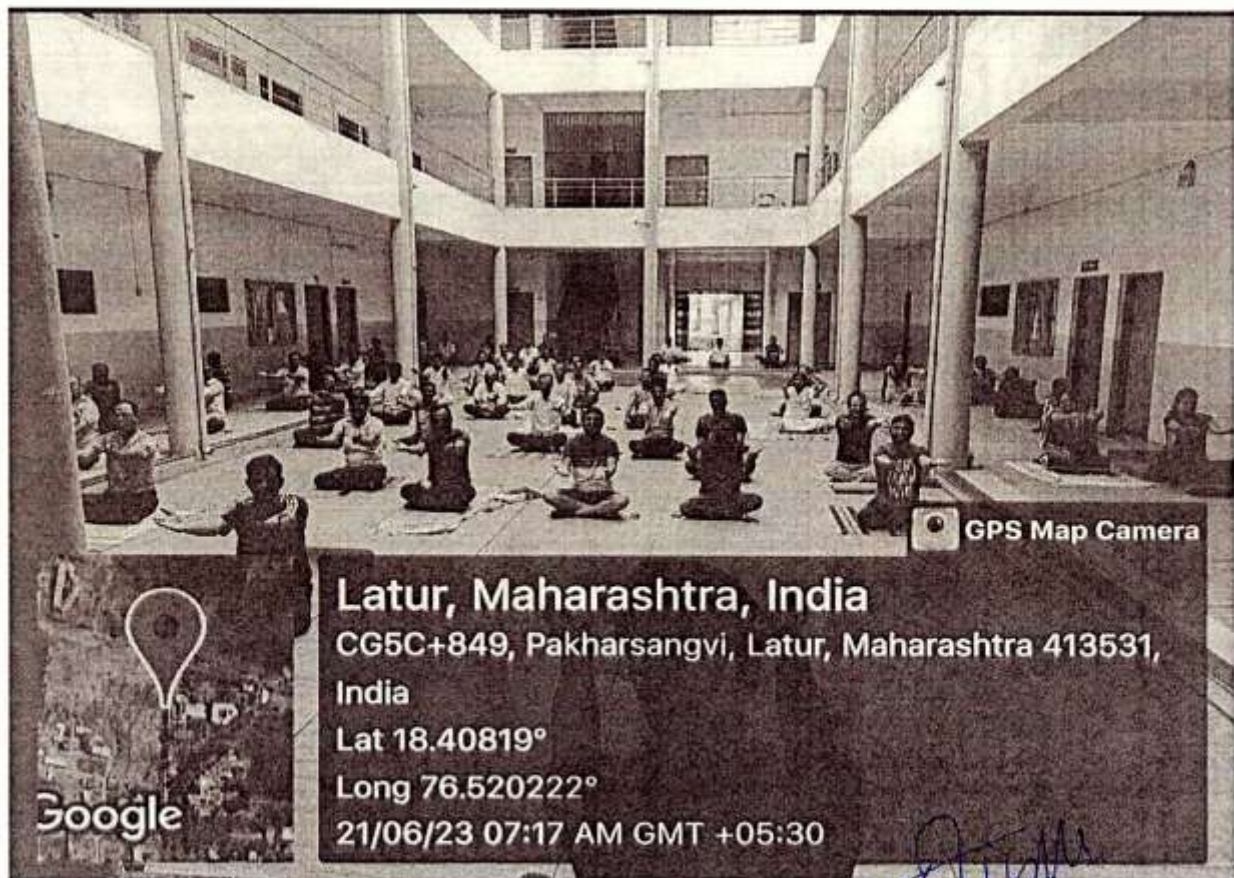 GPS Map Camera
Latur, Maharashtra, India
CG5C+849, Pakharsangvi, Latur, Maharashtra 413531,
India
Lat 18.40819°
Long 76.520222°
21/06/23 07:17 AM GMT +05:30
Google